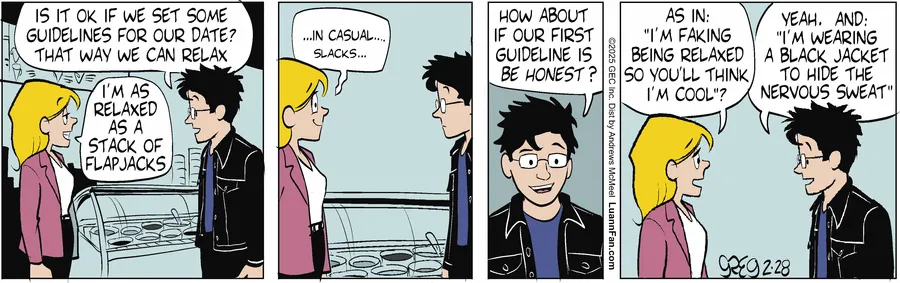 IS IT OK IF WE SET SOME
GUIDELINES FOR OUR DATE?
THAT WAY WE CAN RELAX
I'M AS
RELAXED
AS A
STACK OF
FLAPJACKS
...IN CASUAL....
SLACKS...
HOW ABOUT
IF OUR FIRST
GUIDELINE IS
BE HONEST?
©2025 GEC Inc. Dist by Andrews McMeel LuannFan.com
AS IN:
"I'M FAKING
BEING RELAXED
SO YOU'LL THINK
I'M COOL"?
YEAH. AND:
"I'M WEARING
A BLACK JACKET
TO HIDE THE
NERVOUS SWEAT"
2·28